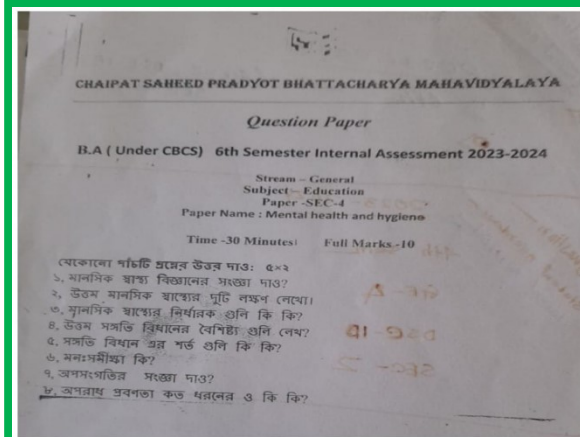 CHAIPAT SAHEED PRADYOT BHATTACHARYA MAHAVIDYALAYA
Question Paper
B.A ( Under CBCS) 6th Semester Internal Assessment 2023-2024
Stream – General
Subject – Education
Paper -SEC-4
Paper Name : Mental health and hygiene
Time -30 Minutes: Full Marks.-10
যেকোনো পাঁচটি প্রশ্নের উত্তর দাও: ৫×২
১, মানসিক স্বাস্থ্য বিজ্ঞানের সংজ্ঞা দাও?
২, উত্তম মানসিক স্বাস্থ্যের দুটি লক্ষণ লেখো।
৩, মানসিক স্বাস্থ্যের নির্ধারক গুলি কি কি?
৪, উত্তম সঙ্গতি বিধানের বৈশিষ্ট্য গুলি লেখ?
৫, সঙ্গতি বিধান এর শর্ত গুলি কি কি?
৬, মনঃসমীক্ষা কি?
৭, অপসংগতির সংজ্ঞা দাও?
৮, অপরাধ প্রবণতা কত ধরনের ও কি কি?